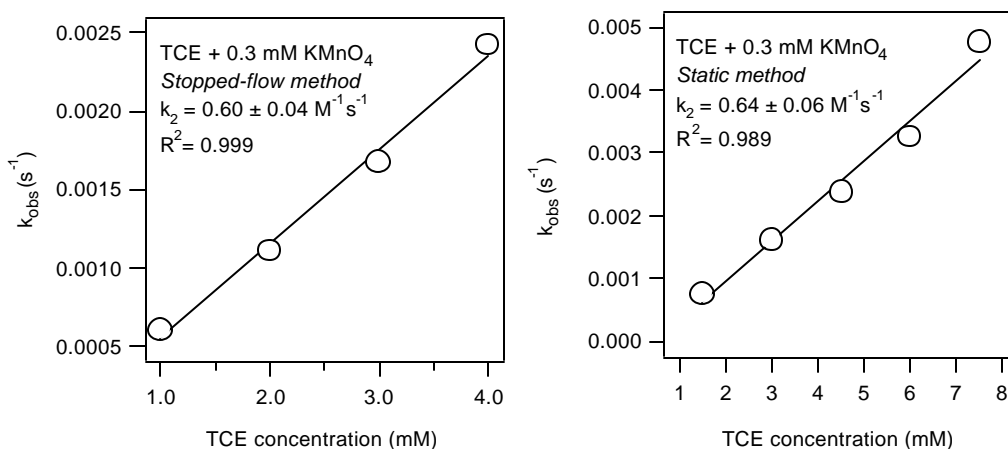 0.0025
0.0020
0.0015
0.0010
0.0005
k_obs (s⁻¹)
TCE + 0.3 mM KMnO₄
Stopped-flow method
k₂ = 0.60 ± 0.04 M⁻¹s⁻¹
R² = 0.999
1.0 2.0 3.0 4.0
TCE concentration (mM)
0.005
0.004
0.003
0.002
0.001
0.000
k_obs (s⁻¹)
TCE + 0.3 mM KMnO₄
Static method
k₂ = 0.64 ± 0.06 M⁻¹s⁻¹
R² = 0.989
1 2 3 4 5 6 7 8
TCE concentration (mM)